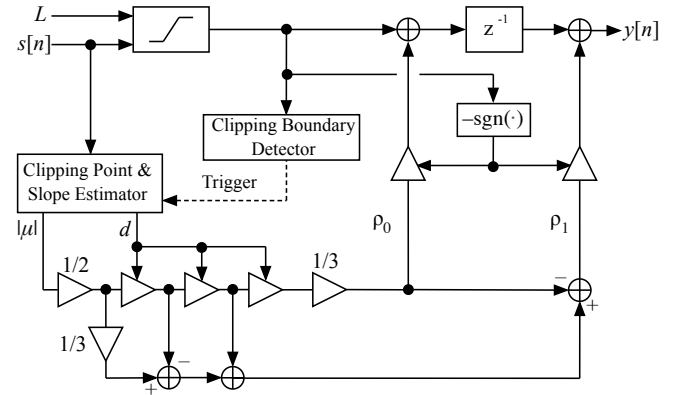 L
s[n]
z⁻¹
y[n]
Clipping Boundary
Detector
–sgn(·)
Clipping Point &
Slope Estimator
Trigger
|μ|
d
ρ₀
ρ₁
1/2
1/3
–
+
1/3
–
+